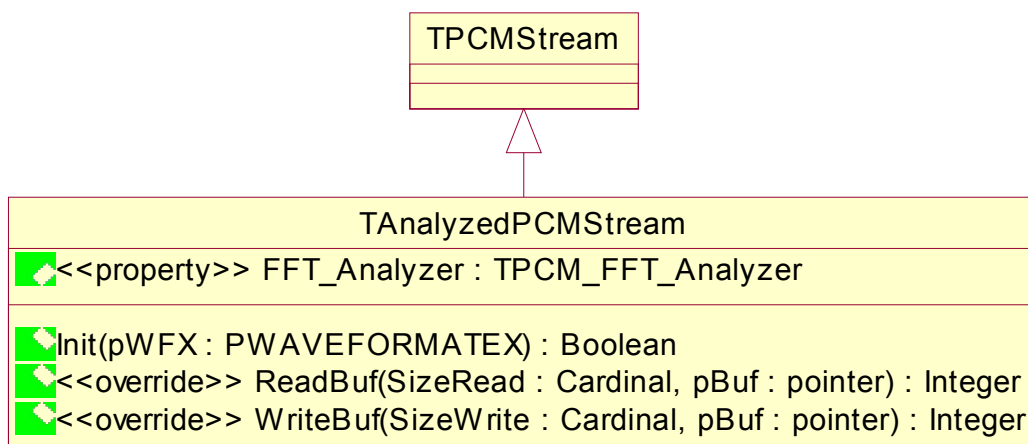 TPCMStream
TAnalyzedPCMStream
<<property>> FFT_Analyzer : TPCM_FFT_Analyzer
Init(pWFX : PWAVEFORMATEX) : Boolean
<<override>> ReadBuf(SizeRead : Cardinal, pBuf : pointer) : Integer
<<override>> WriteBuf(SizeWrite : Cardinal, pBuf : pointer) : Integer